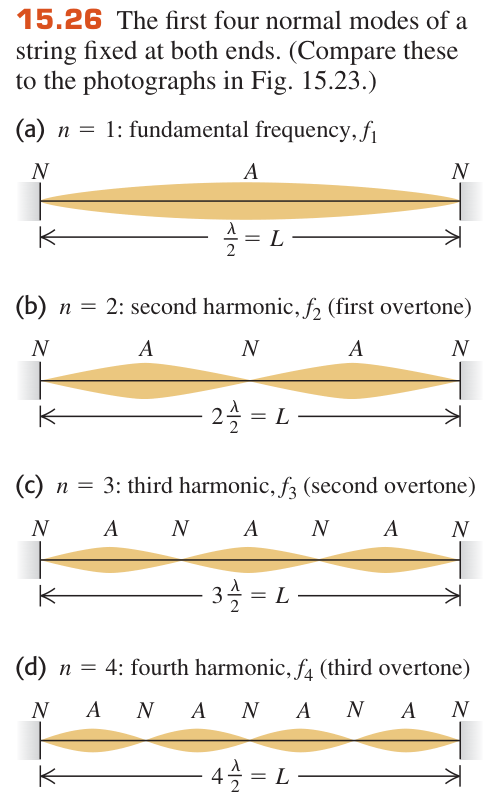 15.26 The first four normal modes of a
string fixed at both ends. (Compare these
to the photographs in Fig. 15.23.)
(a) n = 1: fundamental frequency, f₁
N A N
λ/2 = L
(b) n = 2: second harmonic, f₂ (first overtone)
N A N A N
2 λ/2 = L
(c) n = 3: third harmonic, f₃ (second overtone)
N A N A N A N
3 λ/2 = L
(d) n = 4: fourth harmonic, f₄ (third overtone)
N A N A N A N A N
4 λ/2 = L